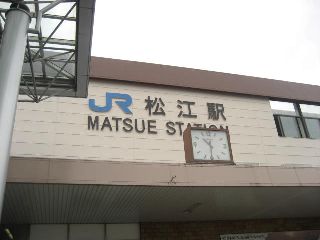 JR 松江駅
MATSUE STATION